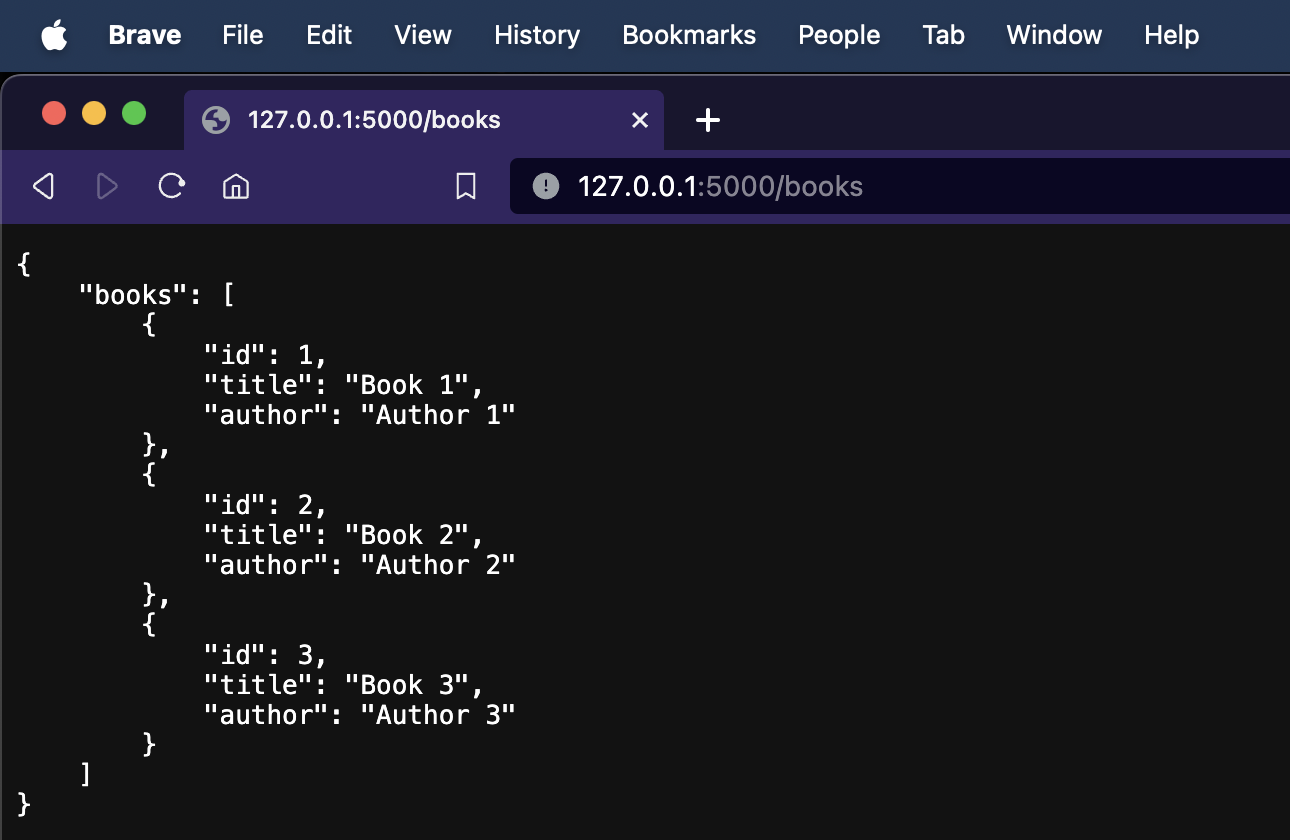 Brave File Edit View History Bookmarks People Tab Window Help
127.0.0.1:5000/books
127.0.0.1:5000/books
{
    "books": [
        {
            "id": 1,
            "title": "Book 1",
            "author": "Author 1"
        },
        {
            "id": 2,
            "title": "Book 2",
            "author": "Author 2"
        },
        {
            "id": 3,
            "title": "Book 3",
            "author": "Author 3"
        }
    ]
}